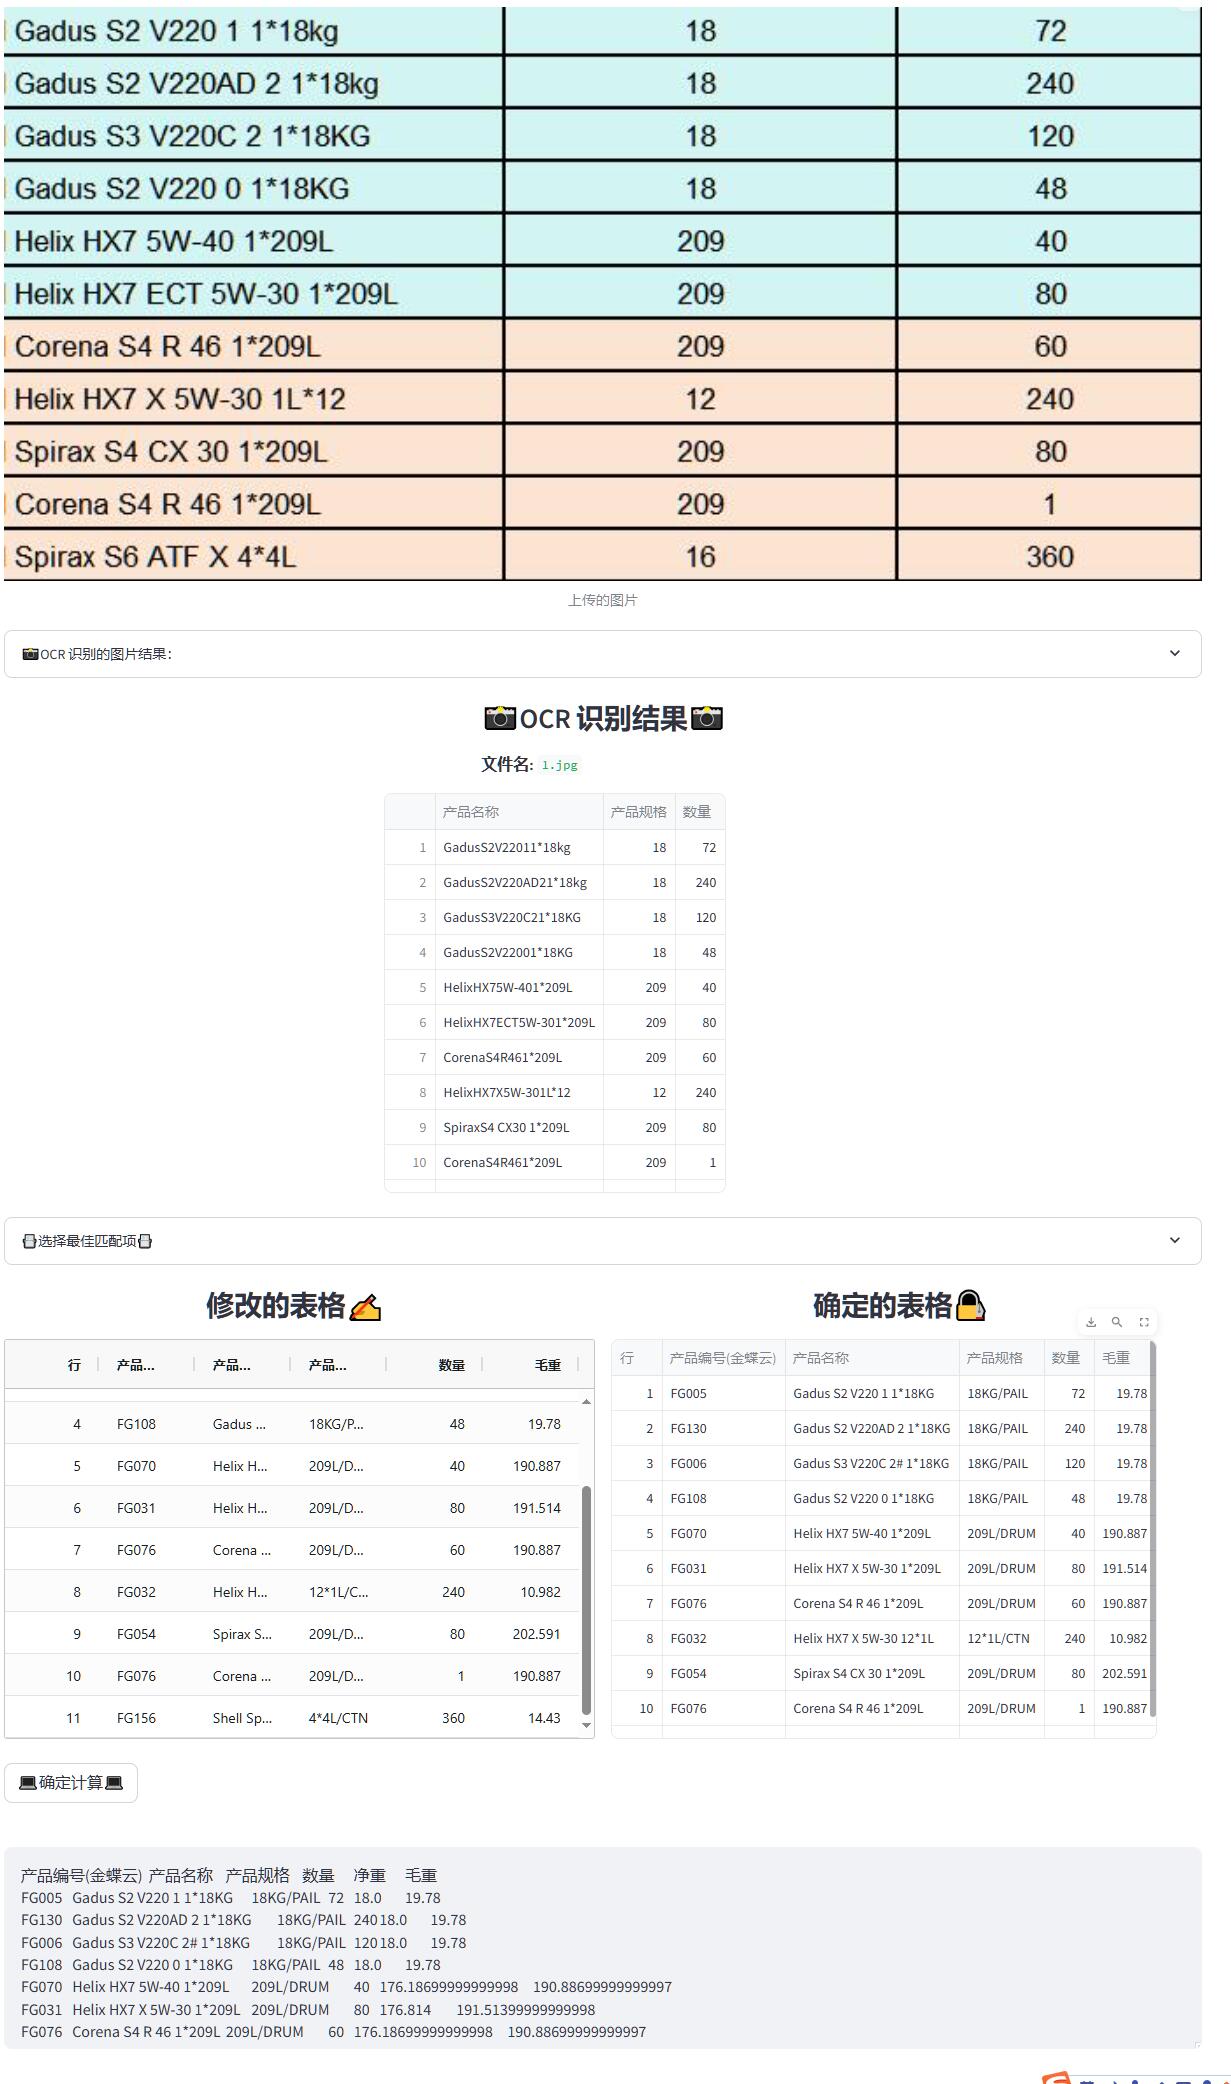 Gadus S2 V220 1 1*18kg 18 72
Gadus S2 V220AD 2 1*18kg 18 240
Gadus S3 V220C 2 1*18KG 18 120
Gadus S2 V220 0 1*18KG 18 48
Helix HX7 5W-40 1*209L 209 40
Helix HX7 ECT 5W-30 1*209L 209 80
Corena S4 R 46 1*209L 209 60
Helix HX7 X 5W-30 1L*12 12 240
Spirax S4 CX 30 1*209L 209 80
Corena S4 R 46 1*209L 209 1
Spirax S6 ATF X 4*4L 16 360
上传的图片
OCR 识别的图片结果:
OCR 识别结果
文件名: 1.jpg
产品名称 产品规格 数量
1 GadusS2V22011*18kg 18 72
2 GadusS2V220AD21*18kg 18 240
3 GadusS3V220C21*18KG 18 120
4 GadusS2V22001*18KG 18 48
5 HelixHX75W-401*209L 209 40
6 HelixHX7ECT5W-301*209L 209 80
7 CorenaS4R461*209L 209 60
8 HelixHX7X5W-301L*12 12 240
9 SpiraxS4 CX30 1*209L 209 80
10 CorenaS4R461*209L 209 1
选择最佳匹配项
修改的表格
行 产品... 产品... 产品... 数量 毛重
4 FG108 Gadus ... 18KG/P... 48 19.78
5 FG070 Helix H... 209L/D... 40 190.887
6 FG031 Helix H... 209L/D... 80 191.514
7 FG076 Corena ... 209L/D... 60 190.887
8 FG032 Helix H... 12*1L/C... 240 10.982
9 FG054 Spirax S... 209L/D... 80 202.591
10 FG076 Corena ... 209L/D... 1 190.887
11 FG156 Shell Sp... 4*4L/CTN 360 14.43
确定的表格
行 产品编号(金蝶云) 产品名称 产品规格 数量 毛重
1 FG005 Gadus S2 V220 1 1*18KG 18KG/PAIL 72 19.78
2 FG130 Gadus S2 V220AD 2 1*18KG 18KG/PAIL 240 19.78
3 FG006 Gadus S3 V220C 2# 1*18KG 18KG/PAIL 120 19.78
4 FG108 Gadus S2 V220 0 1*18KG 18KG/PAIL 48 19.78
5 FG070 Helix HX7 5W-40 1*209L 209L/DRUM 40 190.887
6 FG031 Helix HX7 X 5W-30 1*209L 209L/DRUM 80 191.514
7 FG076 Corena S4 R 46 1*209L 209L/DRUM 60 190.887
8 FG032 Helix HX7 X 5W-30 12*1L 12*1L/CTN 240 10.982
9 FG054 Spirax S4 CX 30 1*209L 209L/DRUM 80 202.591
10 FG076 Corena S4 R 46 1*209L 209L/DRUM 1 190.887
确定计算
产品编号(金蝶云) 产品名称 产品规格 数量 净重 毛重
FG005 Gadus S2 V220 1 1*18KG 18KG/PAIL 72 18.0 19.78
FG130 Gadus S2 V220AD 2 1*18KG 18KG/PAIL 240 18.0 19.78
FG006 Gadus S3 V220C 2# 1*18KG 18KG/PAIL 120 18.0 19.78
FG108 Gadus S2 V220 0 1*18KG 18KG/PAIL 48 18.0 19.78
FG070 Helix HX7 5W-40 1*209L 209L/DRUM 40 176.18699999999998 190.88699999999997
FG031 Helix HX7 X 5W-30 1*209L 209L/DRUM 80 176.814 191.51399999999998
FG076 Corena S4 R 46 1*209L 209L/DRUM 60 176.18699999999998 190.88699999999997